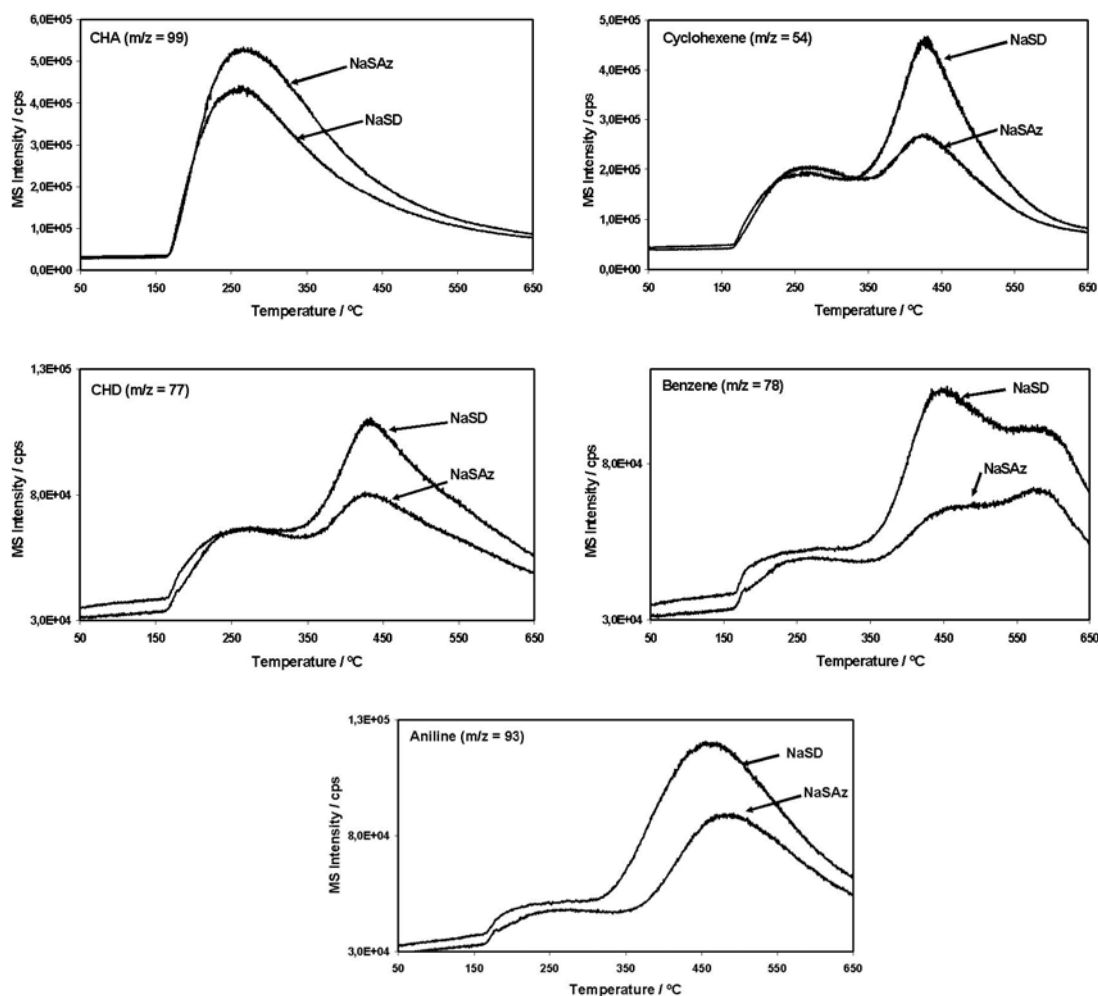 CHA (m/z = 99)
NaSAz
NaSD
MS Intensity / cps
6,0E+05
5,0E+05
4,0E+05
3,0E+05
2,0E+05
1,0E+05
0,0E+00
50 150 250 350 450 550 650
Temperature / ºC
Cyclohexene (m/z = 54)
NaSD
NaSAz
MS Intensity / cps
5,0E+05
4,0E+05
3,0E+05
2,0E+05
1,0E+05
0,0E+00
50 150 250 350 450 550 650
Temperature / ºC
CHD (m/z = 77)
NaSD
NaSAz
MS Intensity / cps
1,3E+05
8,0E+04
3,0E+04
50 150 250 350 450 550 650
Temperature / ºC
Benzene (m/z = 78)
NaSD
NaSAz
MS Intensity / cps
8,0E+04
3,0E+04
50 150 250 350 450 550 650
Temperature / ºC
Aniline (m/z = 93)
NaSD
NaSAz
MS Intensity / cps
1,3E+05
8,0E+04
3,0E+04
50 150 250 350 450 550 650
Temperature / ºC